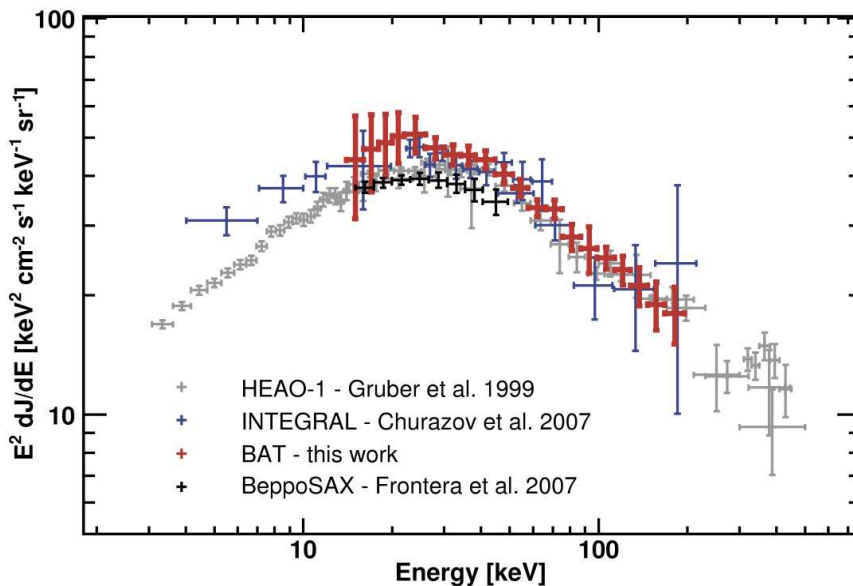 100
10
E² dJ/dE [keV² cm⁻² s⁻¹ keV⁻¹ sr⁻¹]
HEAO-1 - Gruber et al. 1999
INTEGRAL - Churazov et al. 2007
BAT - this work
BeppoSAX - Frontera et al. 2007
10 100
Energy [keV]